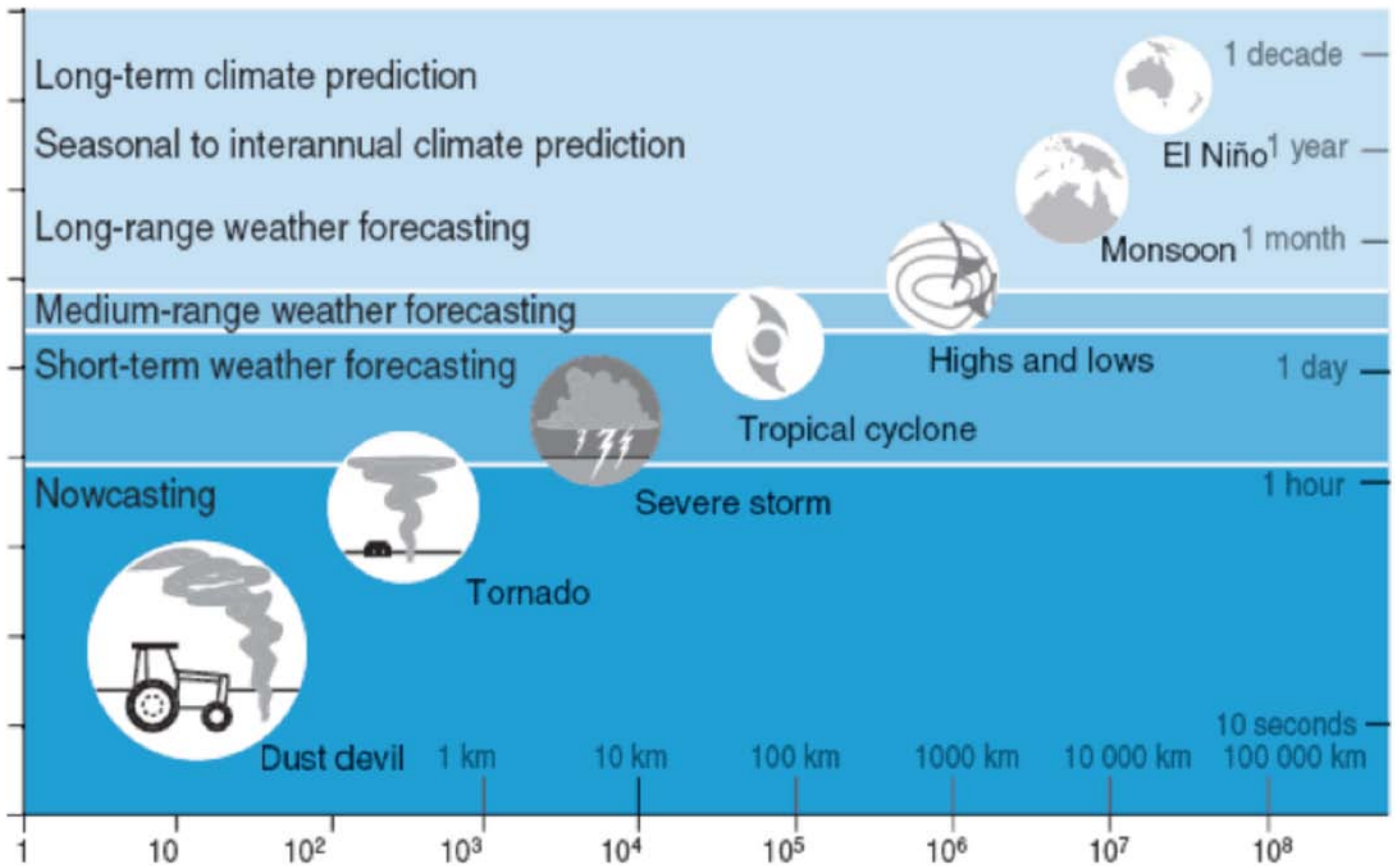 Long-term climate prediction
1 decade
Seasonal to interannual climate prediction
El Niño
1 year
Long-range weather forecasting
Monsoon
1 month
Medium-range weather forecasting
Highs and lows
Short-term weather forecasting
1 day
Tropical cyclone
Nowcasting
Severe storm
1 hour
Tornado
10 seconds
Dust devil
1 km
10 km
100 km
1000 km
10 000 km
100 000 km
1
10
10²
10³
10⁴
10⁵
10⁶
10⁷
10⁸